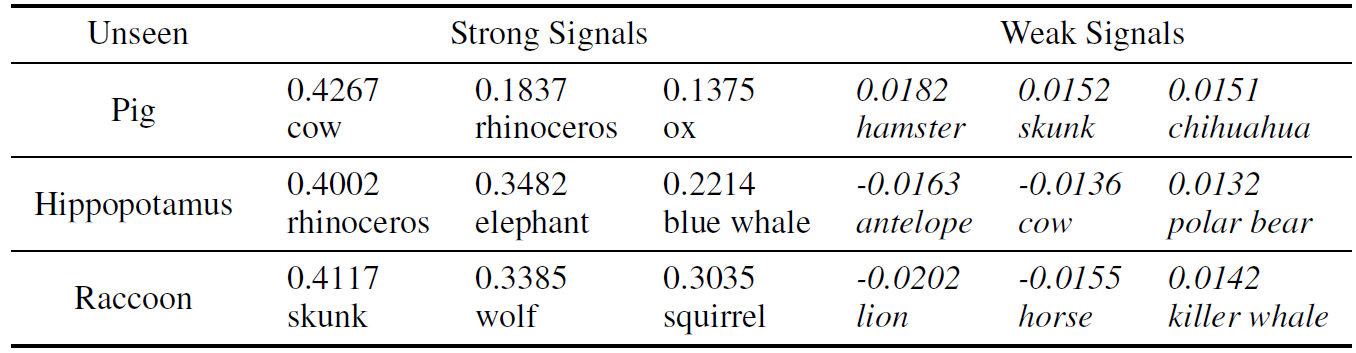 Unseen Strong Signals Weak Signals
Pig 0.4267 0.1837 0.1375 0.0182 0.0152 0.0151
cow rhinoceros ox hamster skunk chihuahua
Hippopotamus 0.4002 0.3482 0.2214 -0.0163 -0.0136 0.0132
rhinoceros elephant blue whale antelope cow polar bear
Raccoon 0.4117 0.3385 0.3035 -0.0202 -0.0155 0.0142
skunk wolf squirrel lion horse killer whale